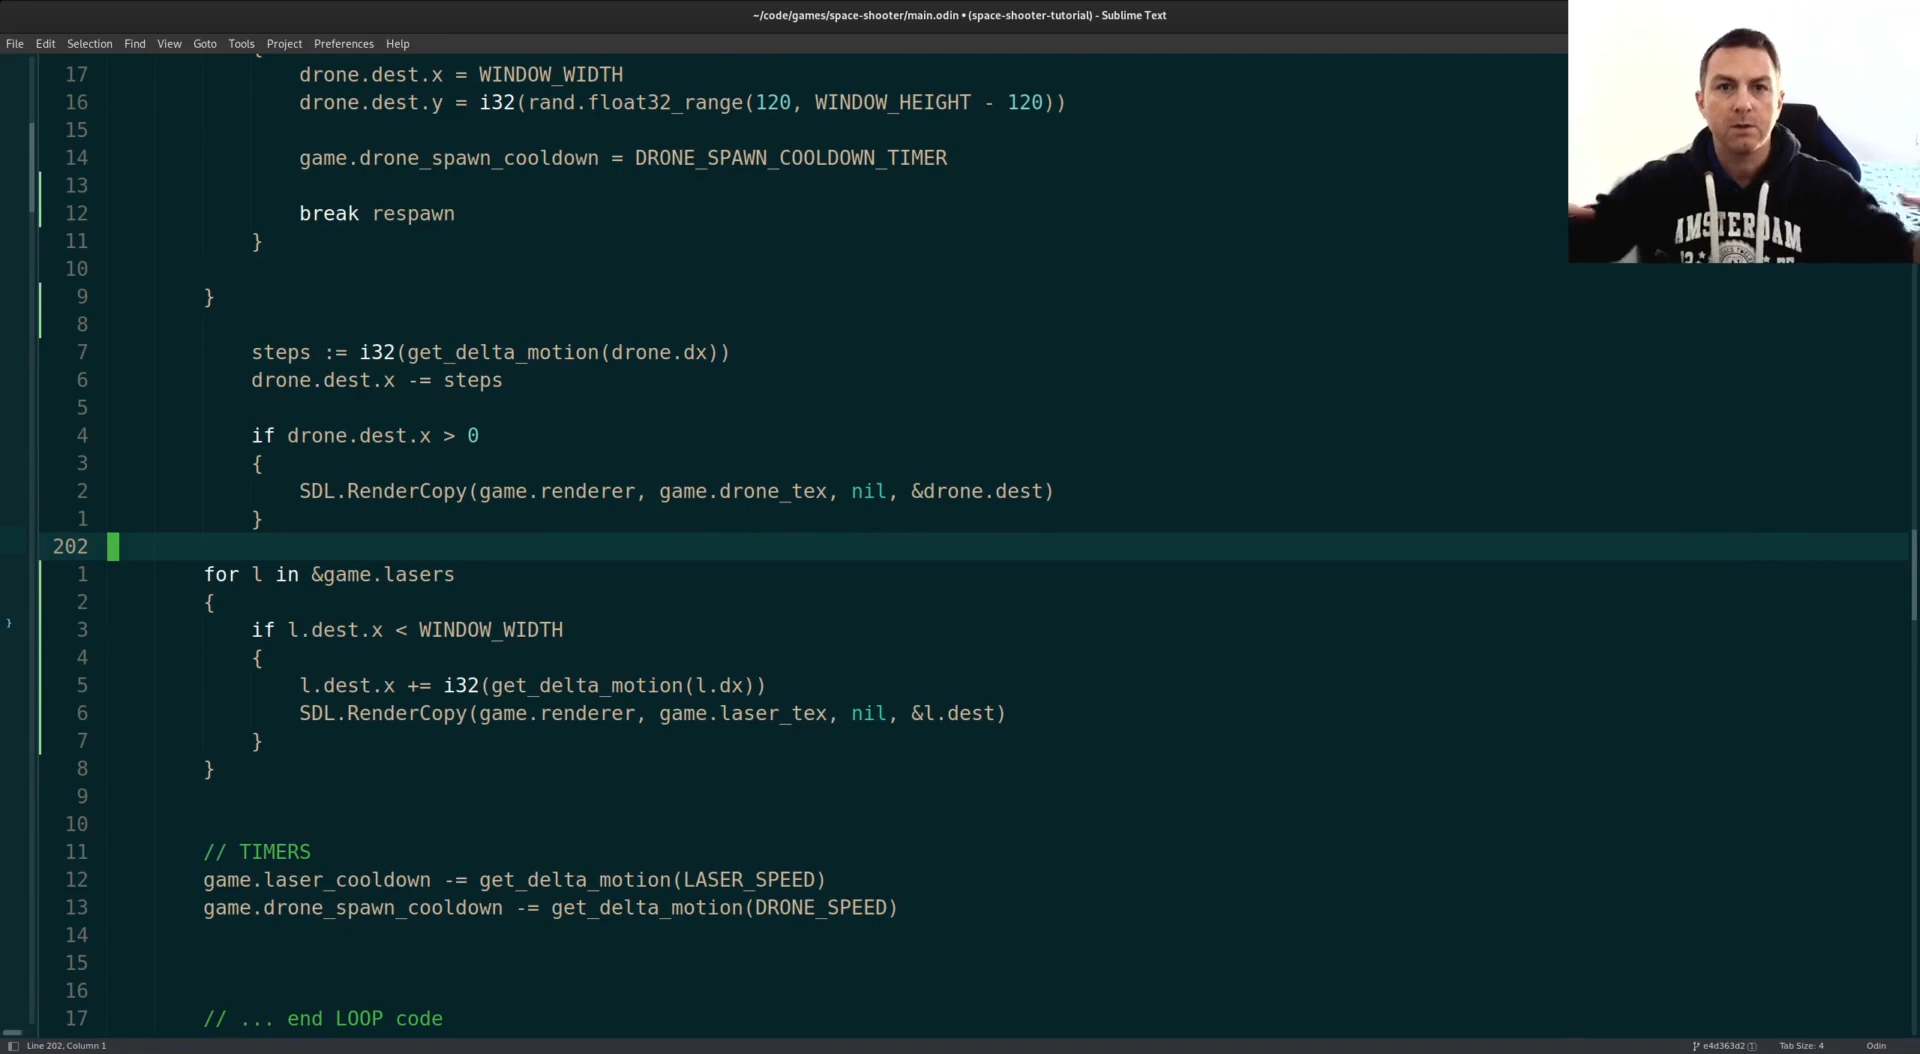 ~/code/games/space-shooter/main.odin • (space-shooter-tutorial) - Sublime Text
File Edit Selection Find View Goto Tools Project Preferences Help
{
17 drone.dest.x = WINDOW_WIDTH
16 drone.dest.y = i32(rand.float32_range(120, WINDOW_HEIGHT - 120))
15
14 game.drone_spawn_cooldown = DRONE_SPAWN_COOLDOWN_TIMER
13
12 break respawn
11 }
10
9 }
8
7 steps := i32(get_delta_motion(drone.dx))
6 drone.dest.x -= steps
5
4 if drone.dest.x > 0
3 {
2 SDL.RenderCopy(game.renderer, game.drone_tex, nil, &drone.dest)
1 }
202
1 for l in &game.lasers
2 {
3 if l.dest.x < WINDOW_WIDTH
4 {
5 l.dest.x += i32(get_delta_motion(l.dx))
6 SDL.RenderCopy(game.renderer, game.laser_tex, nil, &l.dest)
7 }
8 }
9
10
11 // TIMERS
12 game.laser_cooldown -= get_delta_motion(LASER_SPEED)
13 game.drone_spawn_cooldown -= get_delta_motion(DRONE_SPEED)
14
15
16
17 // ... end LOOP code
}
Line 202, Column 1
e4d363d2 (1) Tab Size: 4 Odin
AMSTERDAM